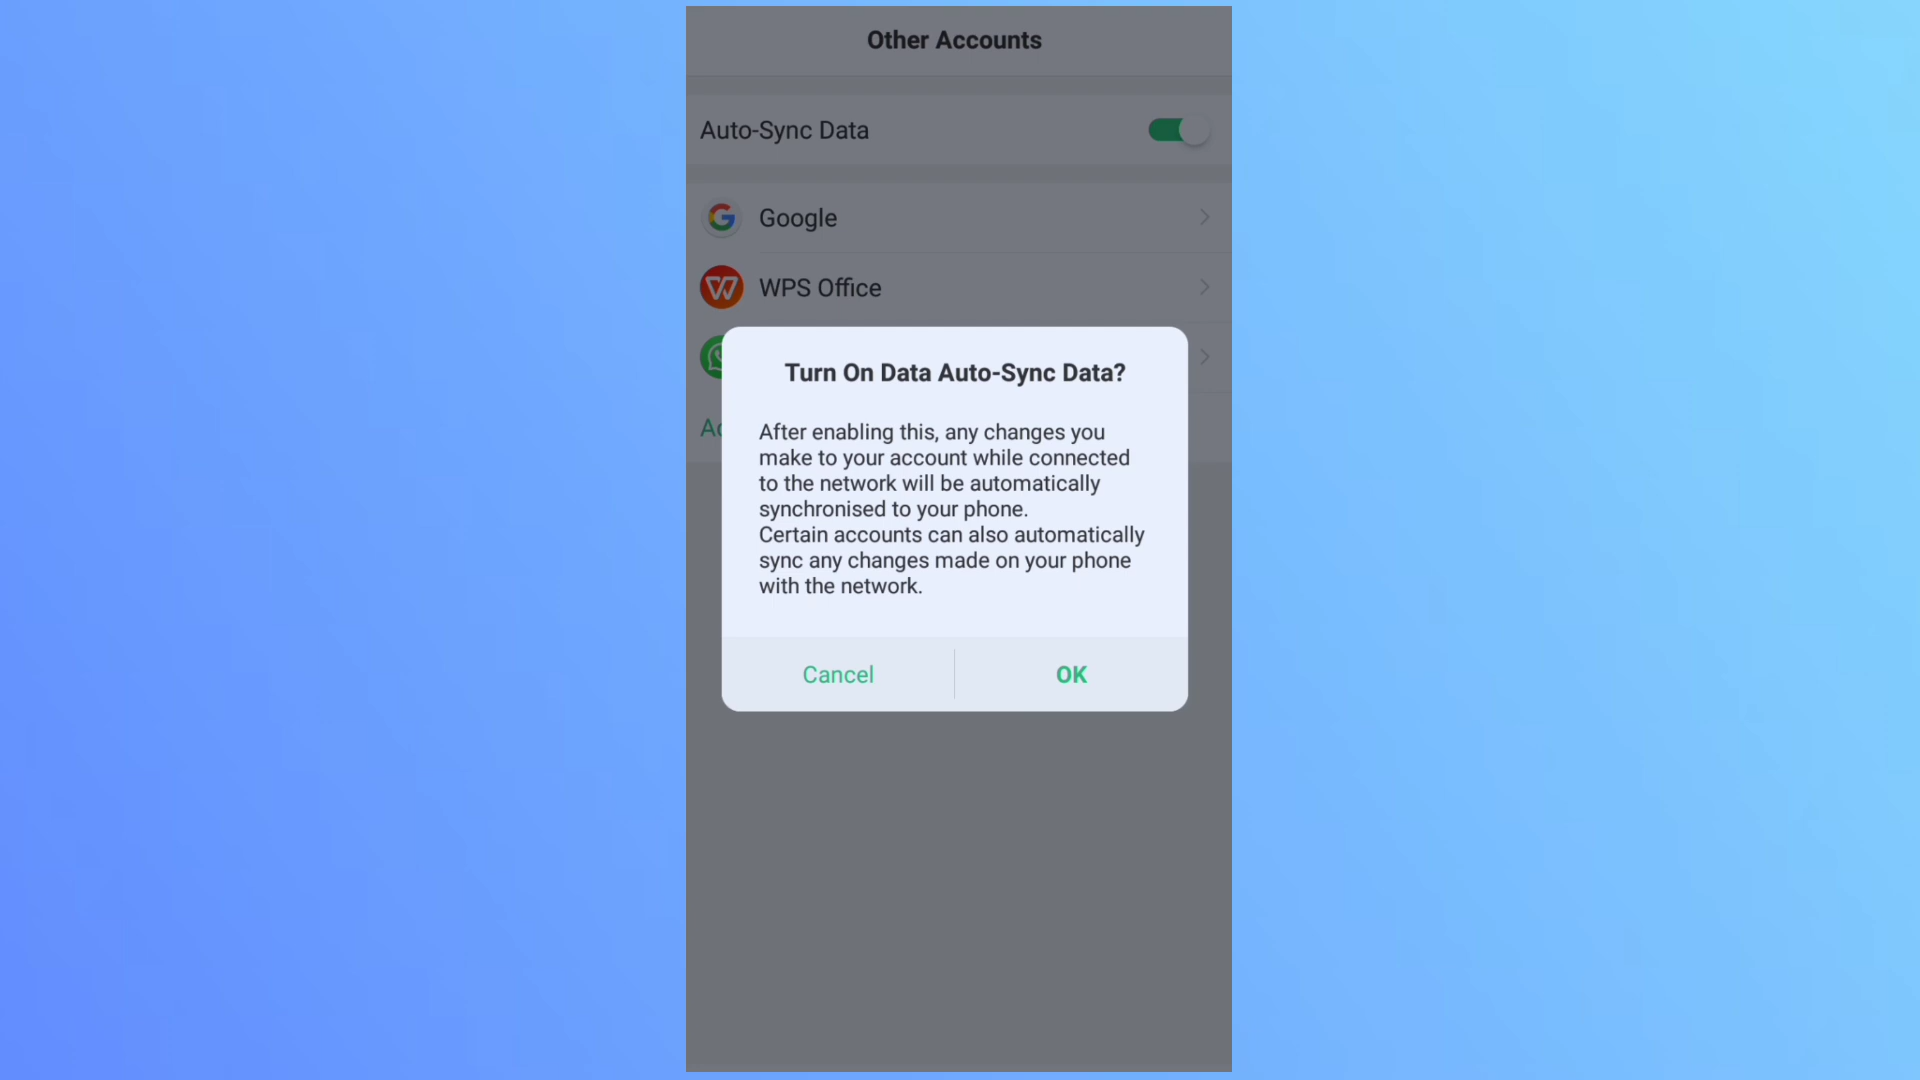 Other Accounts
Auto-Sync Data
Google
WPS Office
Turn On Data Auto-Sync Data?
After enabling this, any changes you
make to your account while connected
to the network will be automatically
synchronised to your phone.
Certain accounts can also automatically
sync any changes made on your phone
with the network.
Cancel
OK